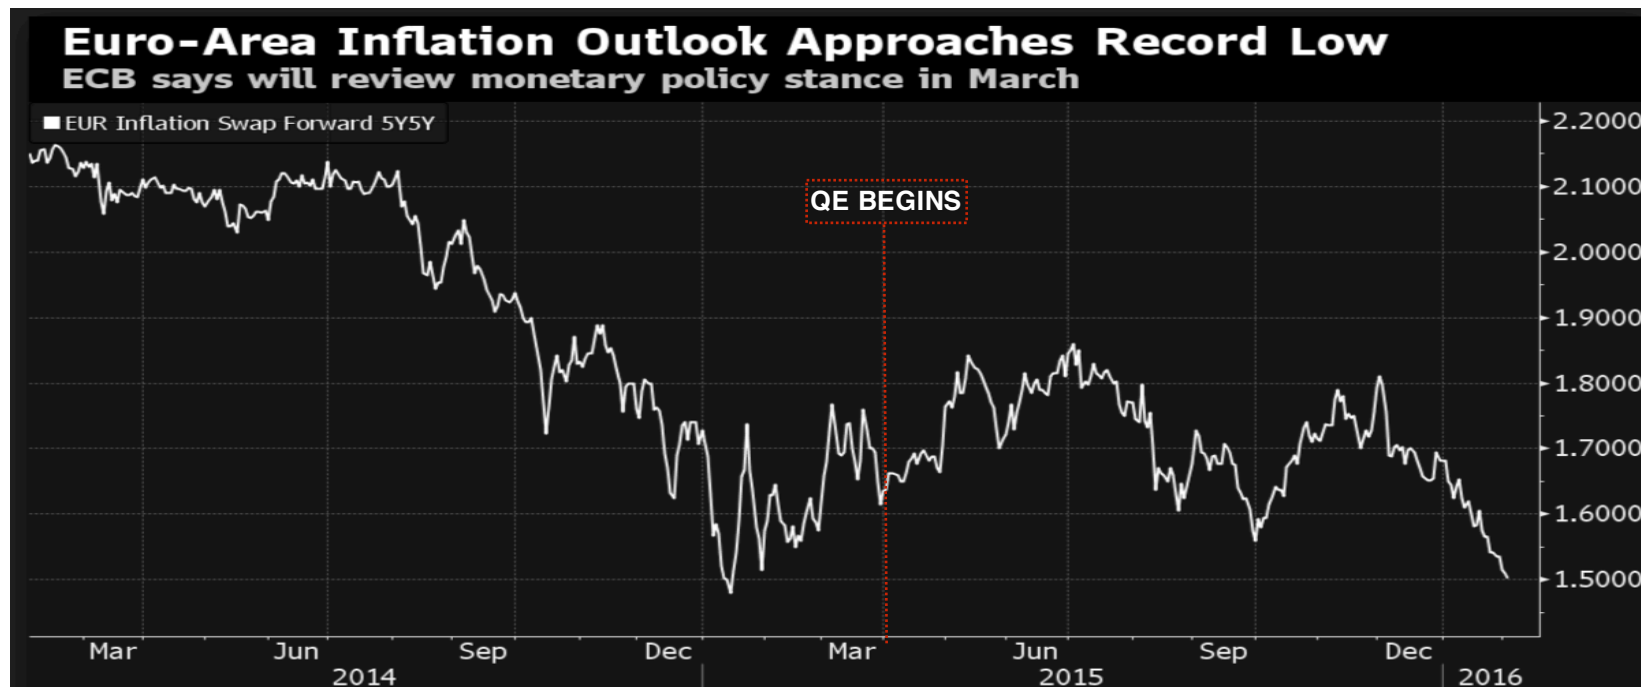 Euro-Area Inflation Outlook Approaches Record Low
ECB says will review monetary policy stance in March
EUR Inflation Swap Forward 5Y5Y
2.2000
2.1000
QE BEGINS
2.0000
1.9000
1.8000
1.7000
1.6000
1.5000
Mar Jun Sep Dec Mar Jun Sep Dec
2014 2015 2016